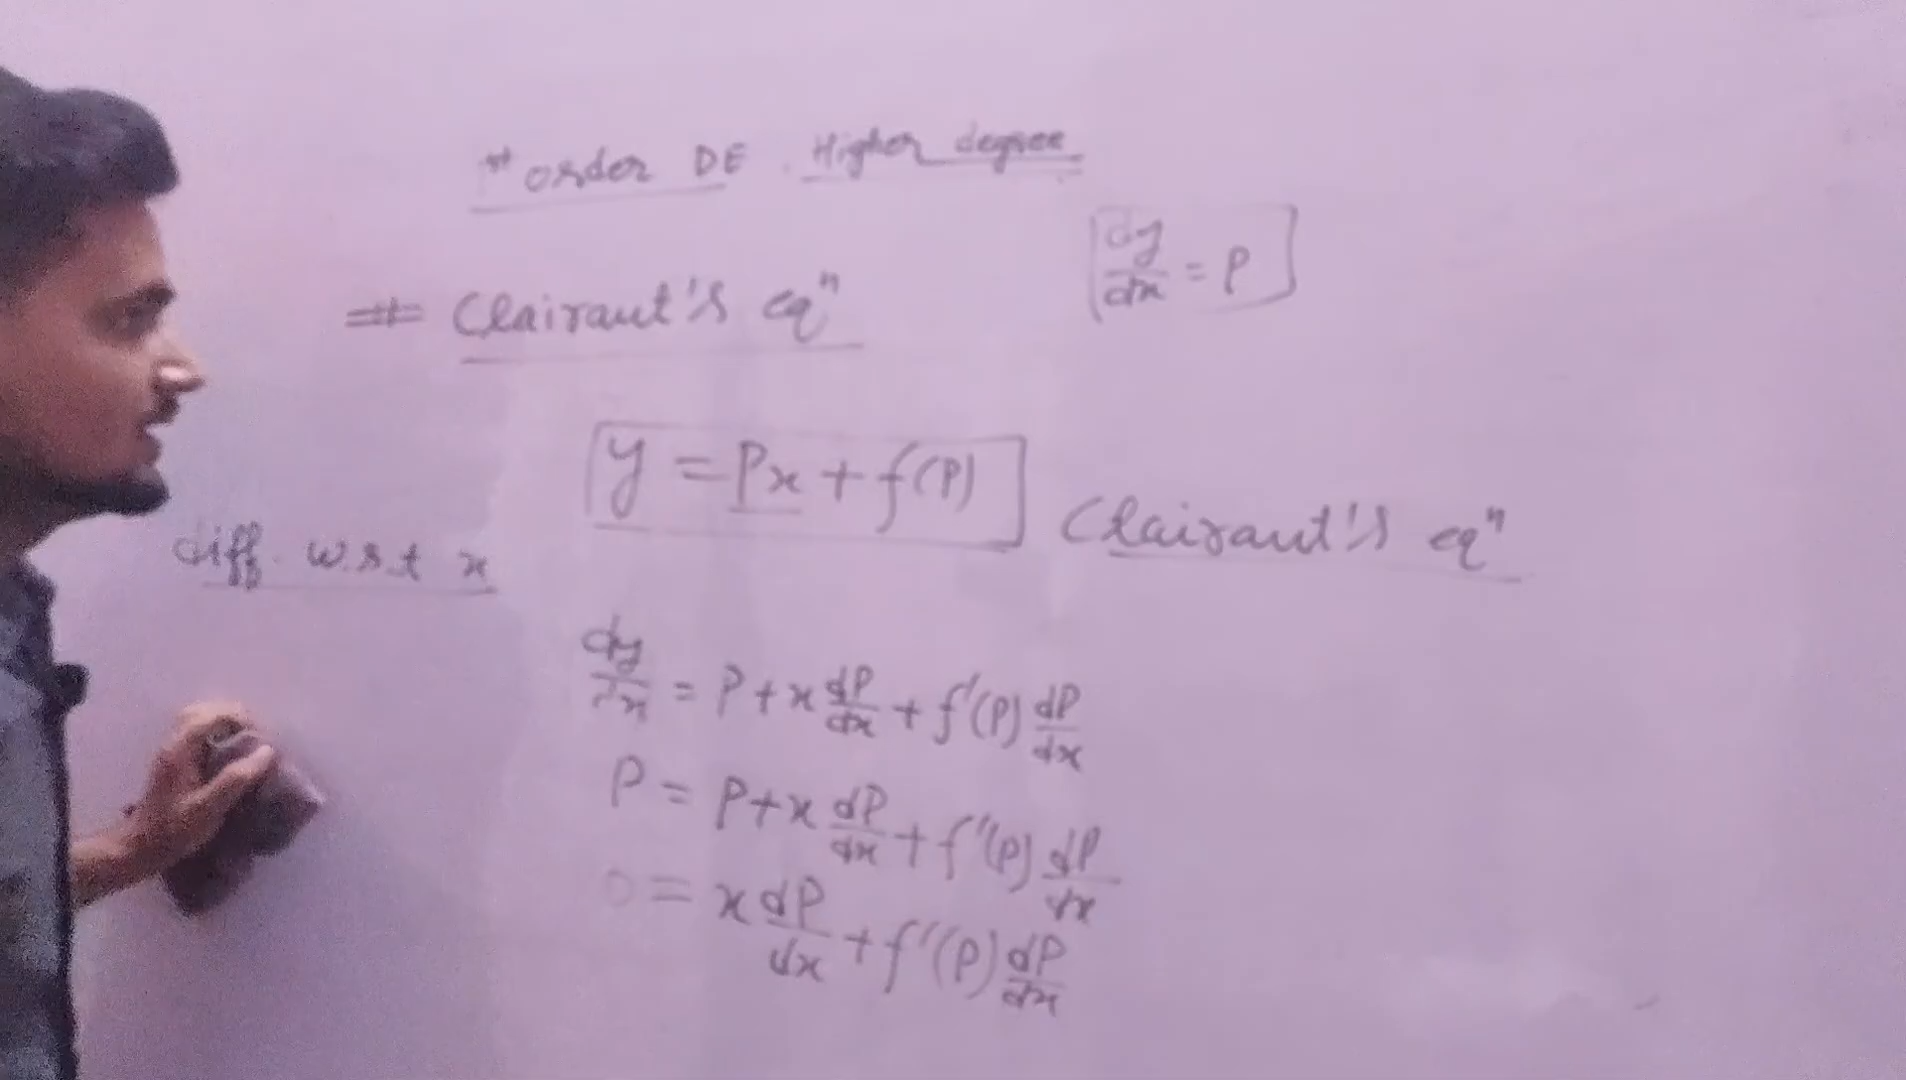 st order DE . Higher degree
dy/dx = P
# Clairaut's eqⁿ
y = Px + f(P)
Clairaut's eqⁿ
diff. w.r.t x
dy/dx = P + x dP/dx + f'(P) dP/dx
P = P + x dP/dx + f'(P) dP/dx
0 = x dP/dx + f'(P) dP/dx